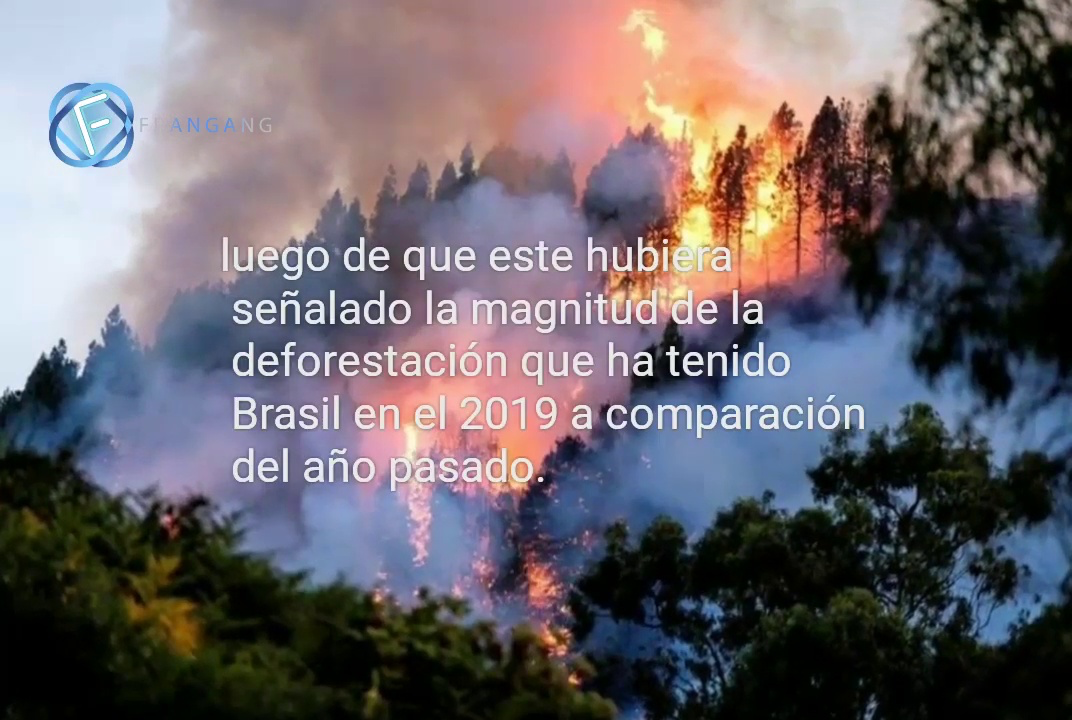 FRANGANG
luego de que este hubiera
señalado la magnitud de la
deforestación que ha tenido
Brasil en el 2019 a comparación
del año pasado.